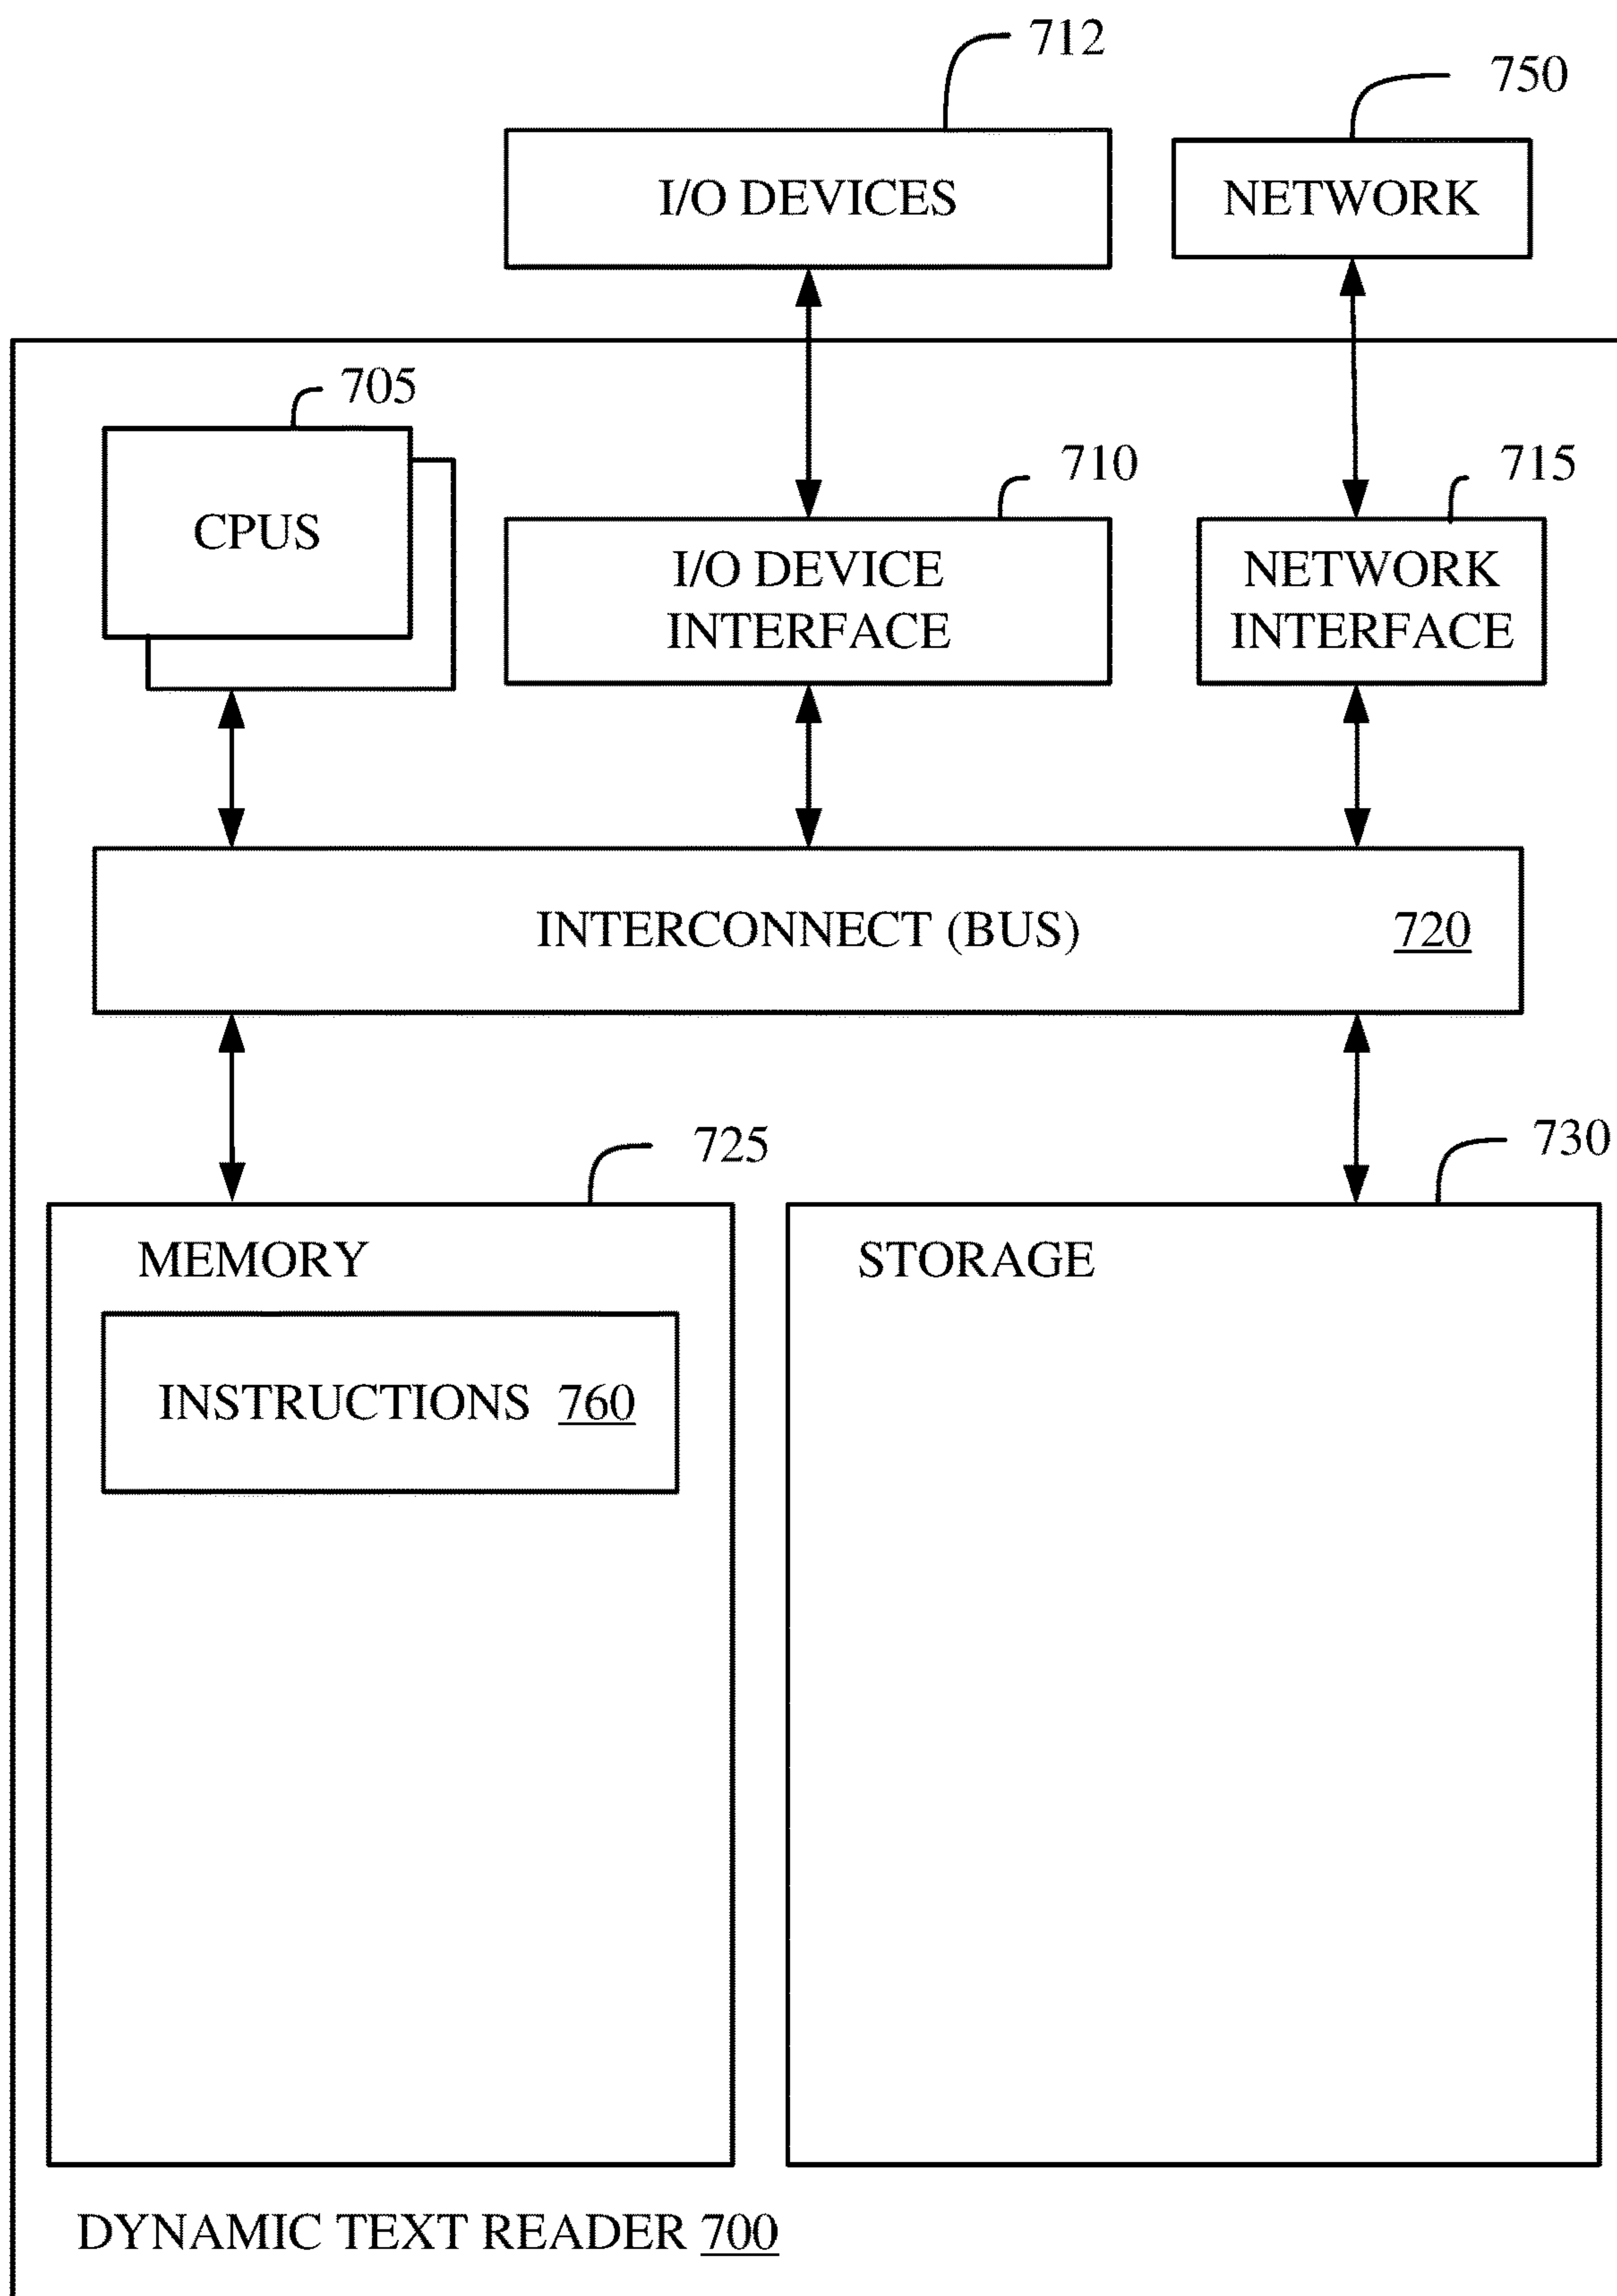 712
750
I/O DEVICES
NETWORK
705
710
715
CPUS
I/O DEVICE
INTERFACE
NETWORK
INTERFACE
INTERCONNECT (BUS) 720
725
730
MEMORY
STORAGE
INSTRUCTIONS 760
DYNAMIC TEXT READER 700